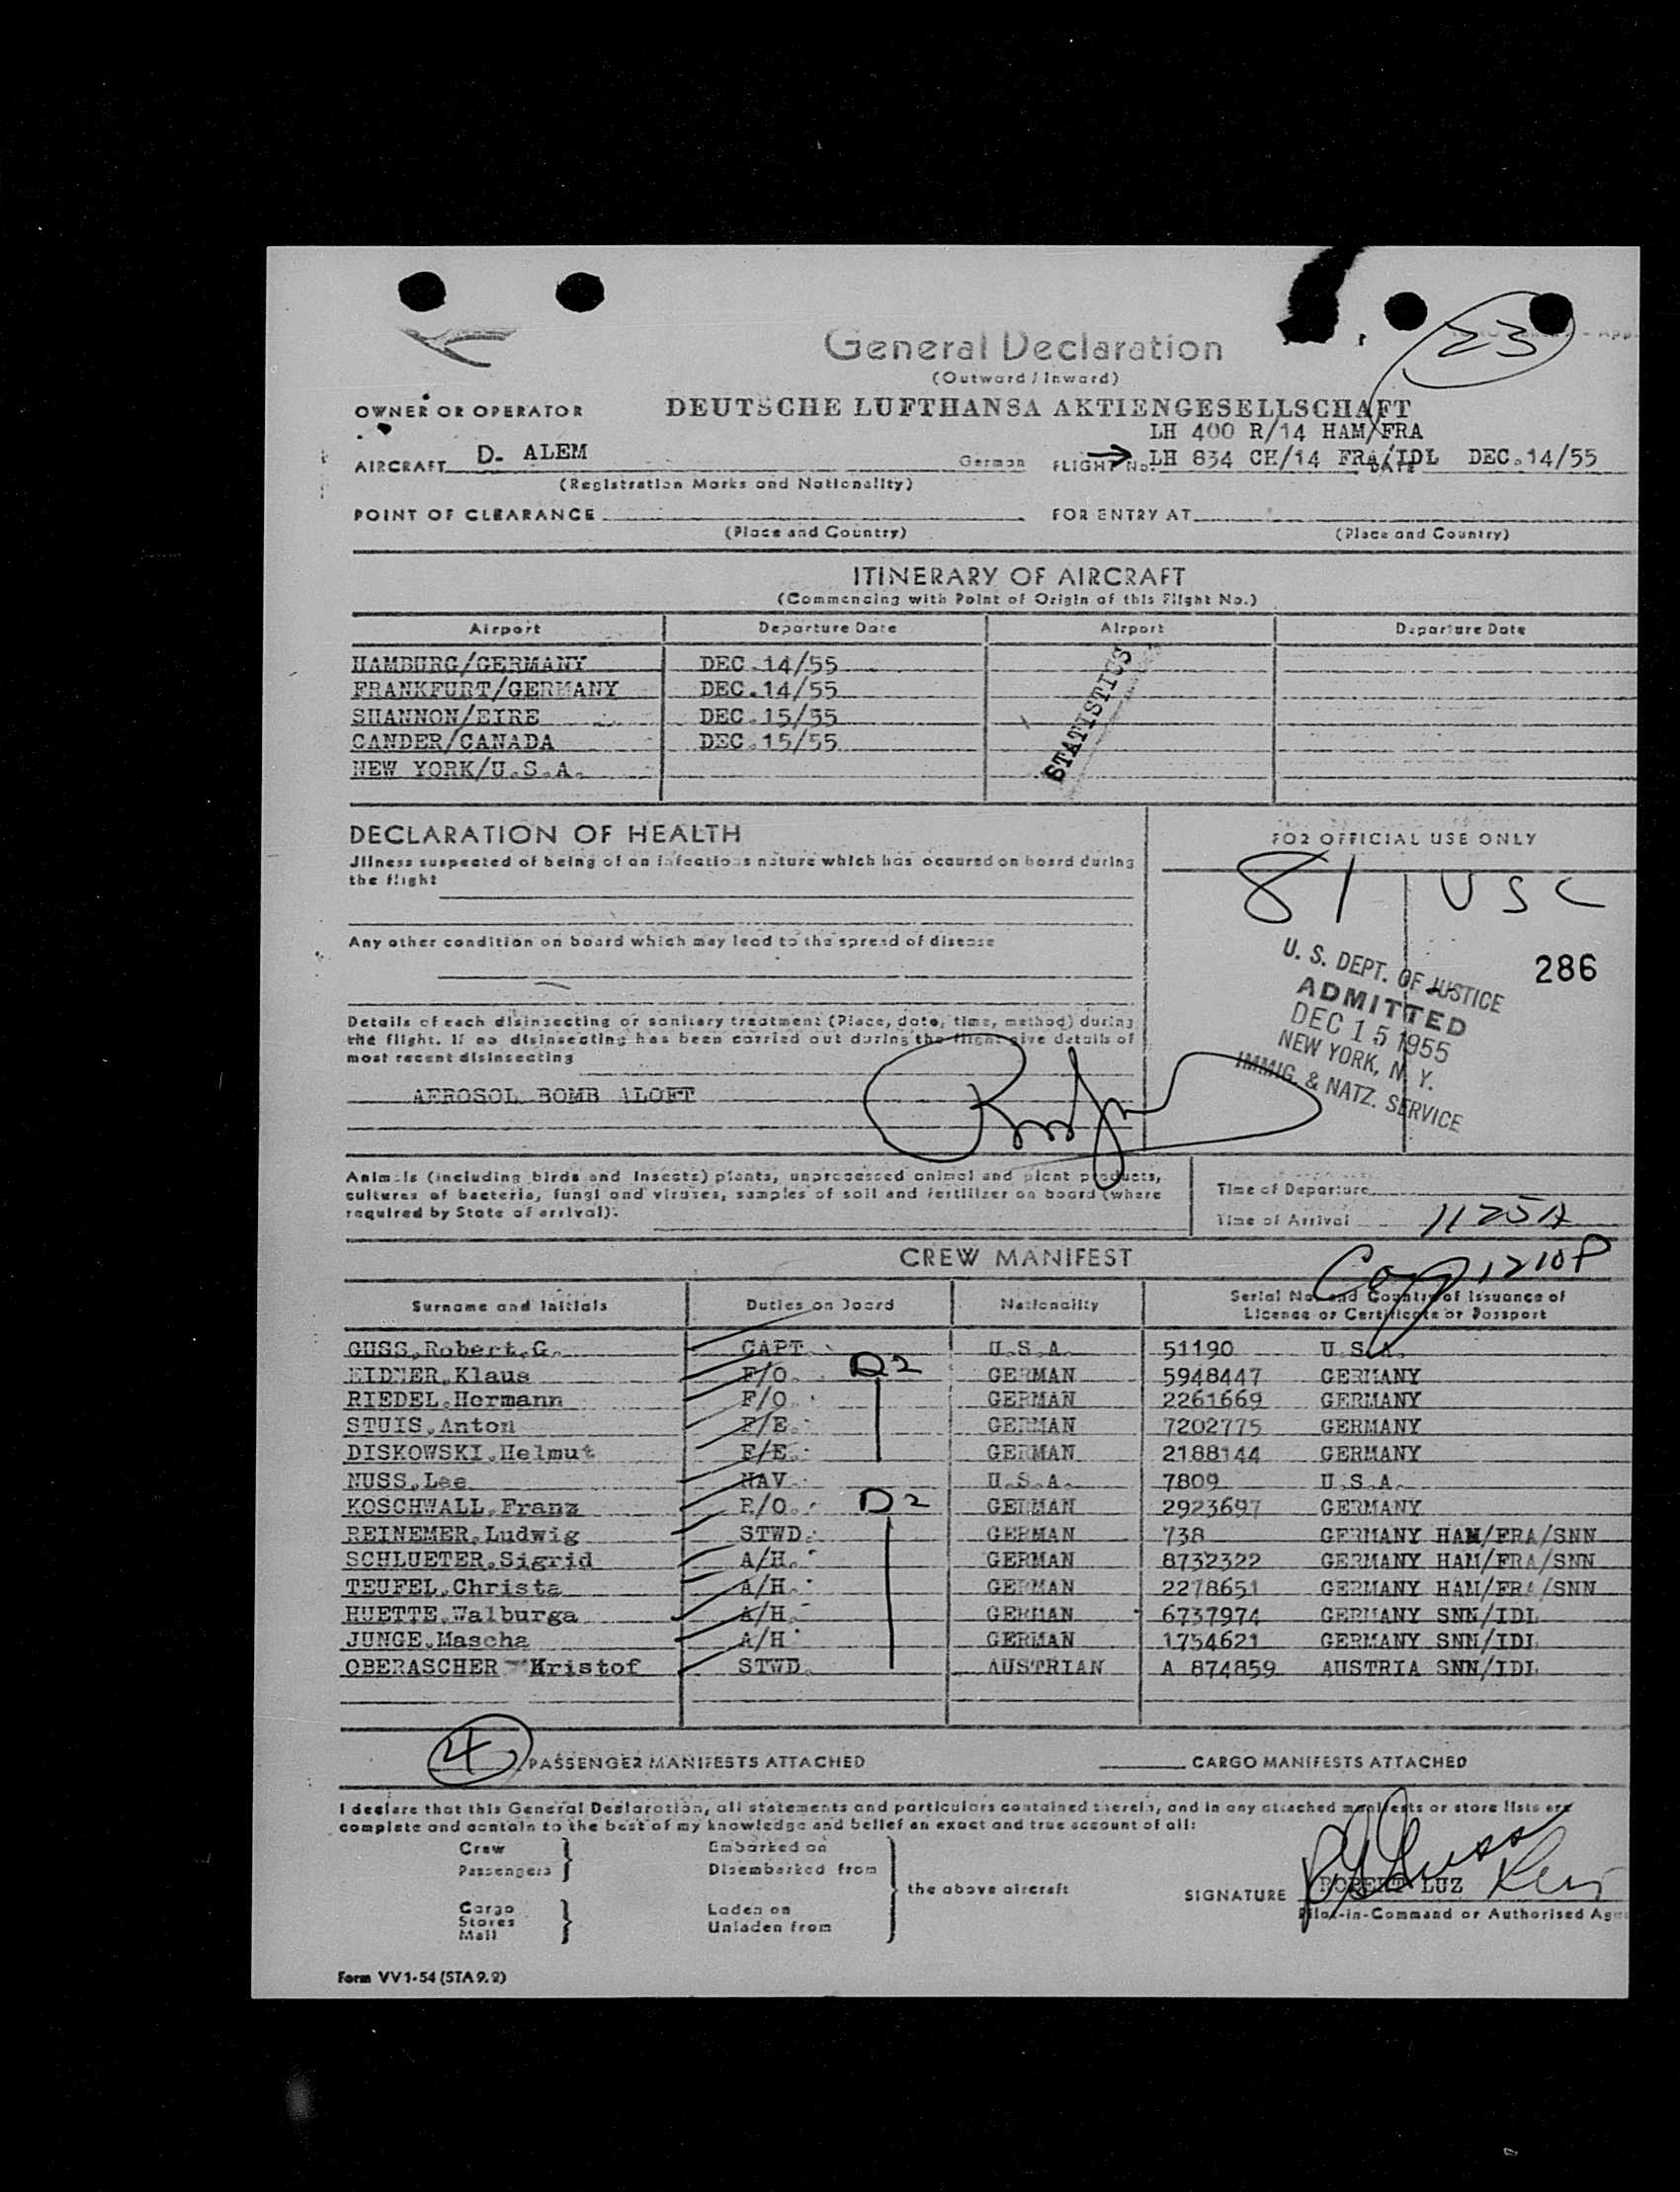 23
General Declaration
(Outward / Inward)
OWNER OR OPERATOR DEUTSCHE LUFTHANSA AKTIENGESELLSCHAFT
LH 400 R/14 HAM/FRA
AIRCRAFT D- ALEM German FLIGHT No. LH 834 CH/14 FRA/IDL DATE DEC.14/55
(Registration Marks and Nationality)
POINT OF CLEARANCE FOR ENTRY AT
(Place and Country) (Place and Country)
ITINERARY OF AIRCRAFT
(Commencing with Point of Origin of this Flight No.)
Airport Departure Date Airport Departure Date
HAMBURG/GERMANY DEC.14/55
FRANKFURT/GERMANY DEC.14/55
SHANNON/EIRE DEC.15/55
CANDER/CANADA DEC.15/55
NEW YORK/U.S.A.
STATISTICS
DECLARATION OF HEALTH
Jllness suspected of being of an infectious nature which has occured on board during
the flight
Any other condition on board which may lead to the spread of disease
Details of each disinsecting or sanitary treatment (Place, date, time, method) during
the flight. If no disinsecting has been carried out during the flight give details of
most recent disinsecting
AEROSOL BOMB ALOFT
FOR OFFICIAL USE ONLY
81 USC
286
U. S. DEPT. OF JUSTICE
ADMITTED
DEC 15 1955
NEW YORK, N. Y.
IMMIG. & NATZ. SERVICE
Animals (including birds and insects) plants, unprocessed animal and plant products,
cultures of bacteria, fungi and viruses, samples of soil and fertilizer on board (where
required by State of arrival):
Time of Departure
Time of Arrival 1125A
1210P
CREW MANIFEST
Surname and Initials Duties on Board Nationality Serial No. and Country of Issuance of
Licence or Certificate or Passport
GUSS,Robert,G. CAPT. U.S.A. 51190 U.S.A.
EIDNER,Klaus F/O. D2 GERMAN 5948447 GERMANY
RIEDEL,Hermann F/O. GERMAN 2261669 GERMANY
STUIS,Anton F/E. GERMAN 7202775 GERMANY
DISKOWSKI,Helmut F/E. GERMAN 2188144 GERMANY
NUSS,Lee NAV. U.S.A. 7809 U.S.A.
KOSCHWALL,Franz R/O. D2 GERMAN 2923697 GERMANY
REINEMER,Ludwig STWD. GERMAN 738 GERMANY HAM/FRA/SNN
SCHLUETER,Sigrid A/H. GERMAN 8732322 GERMANY HAM/FRA/SNN
TEUFEL,Christa A/H. GERMAN 2278651 GERMANY HAM/FRA/SNN
HUETTE,Walburga A/H. GERMAN 6737974 GERMANY SNN/IDL
JUNGE,Mascha A/H GERMAN 1754621 GERMANY SNN/IDL
OBERASCHER Kristof STWD. AUSTRIAN A 874859 AUSTRIA SNN/IDL
4 PASSENGER MANIFESTS ATTACHED CARGO MANIFESTS ATTACHED
I declare that this General Declaration, all statements and particulars contained therein, and in any attached manifests or store lists are
complete and contain to the best of my knowledge and belief an exact and true account of all:
Crew Embarked on
Passengers Disembarked from
the above aircraft
Cargo Laden on
Stores Unladen from
Mail
SIGNATURE ROBERT LUZ
Pilot-in-Command or Authorised
Form VV 1-54 (STA 9.2)